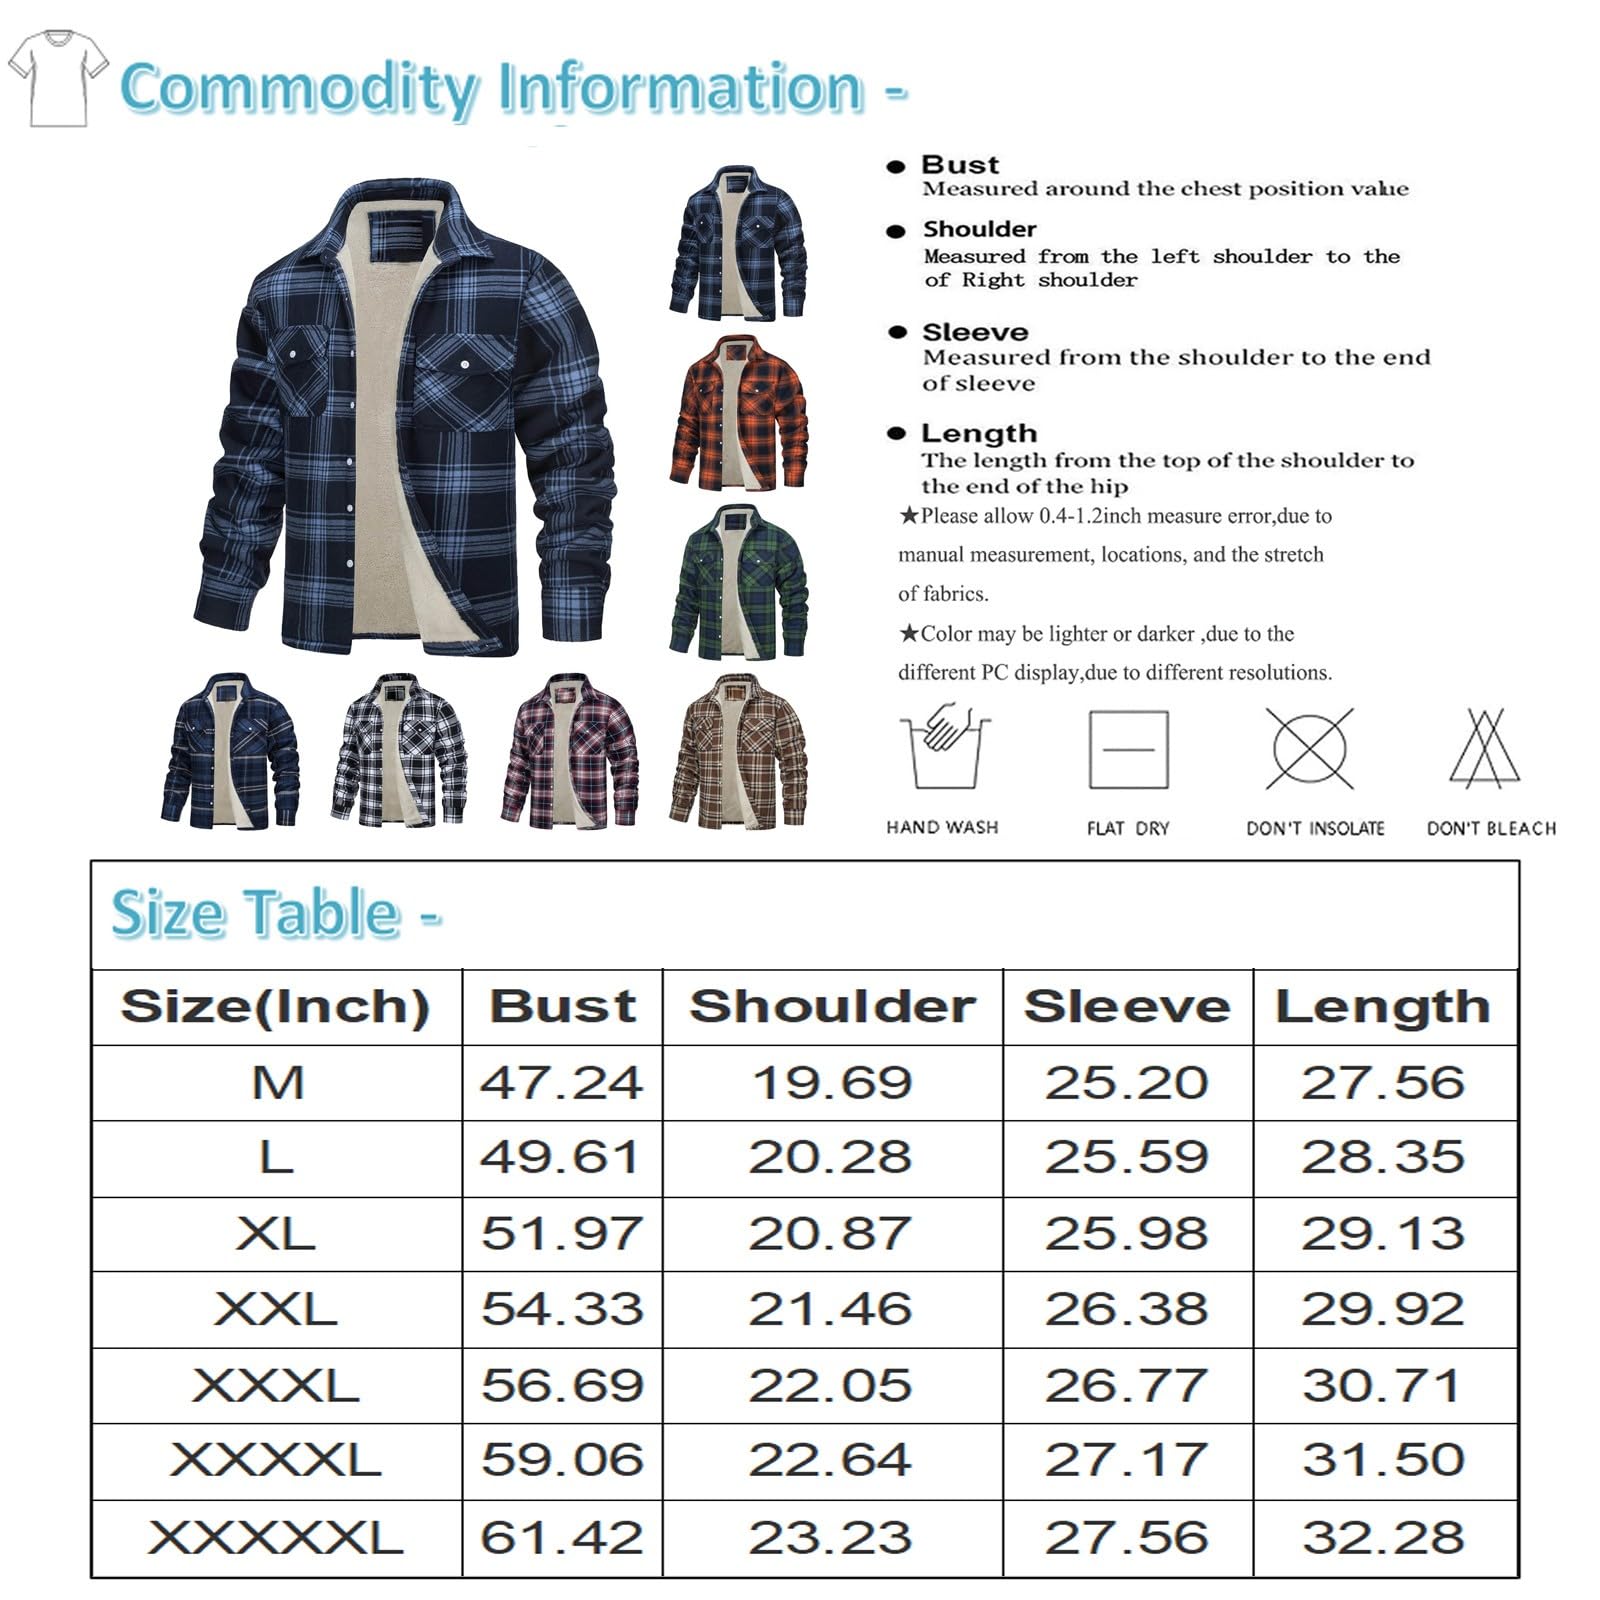 Commodity Information -
● Bust
Measured around the chest position value
● Shoulder
Measured from the left shoulder to the
of Right shoulder
● Sleeve
Measured from the shoulder to the end
of sleeve
● Length
The length from the top of the shoulder to
the end of the hip
★Please allow 0.4-1.2inch measure error,due to
manual measurement, locations, and the stretch
of fabrics.
★Color may be lighter or darker ,due to the
different PC display,due to different resolutions.
HAND WASH FLAT DRY DON'T INSOLATE DON'T BLEACH
Size Table -
Size(Inch) Bust Shoulder Sleeve Length
M 47.24 19.69 25.20 27.56
L 49.61 20.28 25.59 28.35
XL 51.97 20.87 25.98 29.13
XXL 54.33 21.46 26.38 29.92
XXXL 56.69 22.05 26.77 30.71
XXXXL 59.06 22.64 27.17 31.50
XXXXXL 61.42 23.23 27.56 32.28